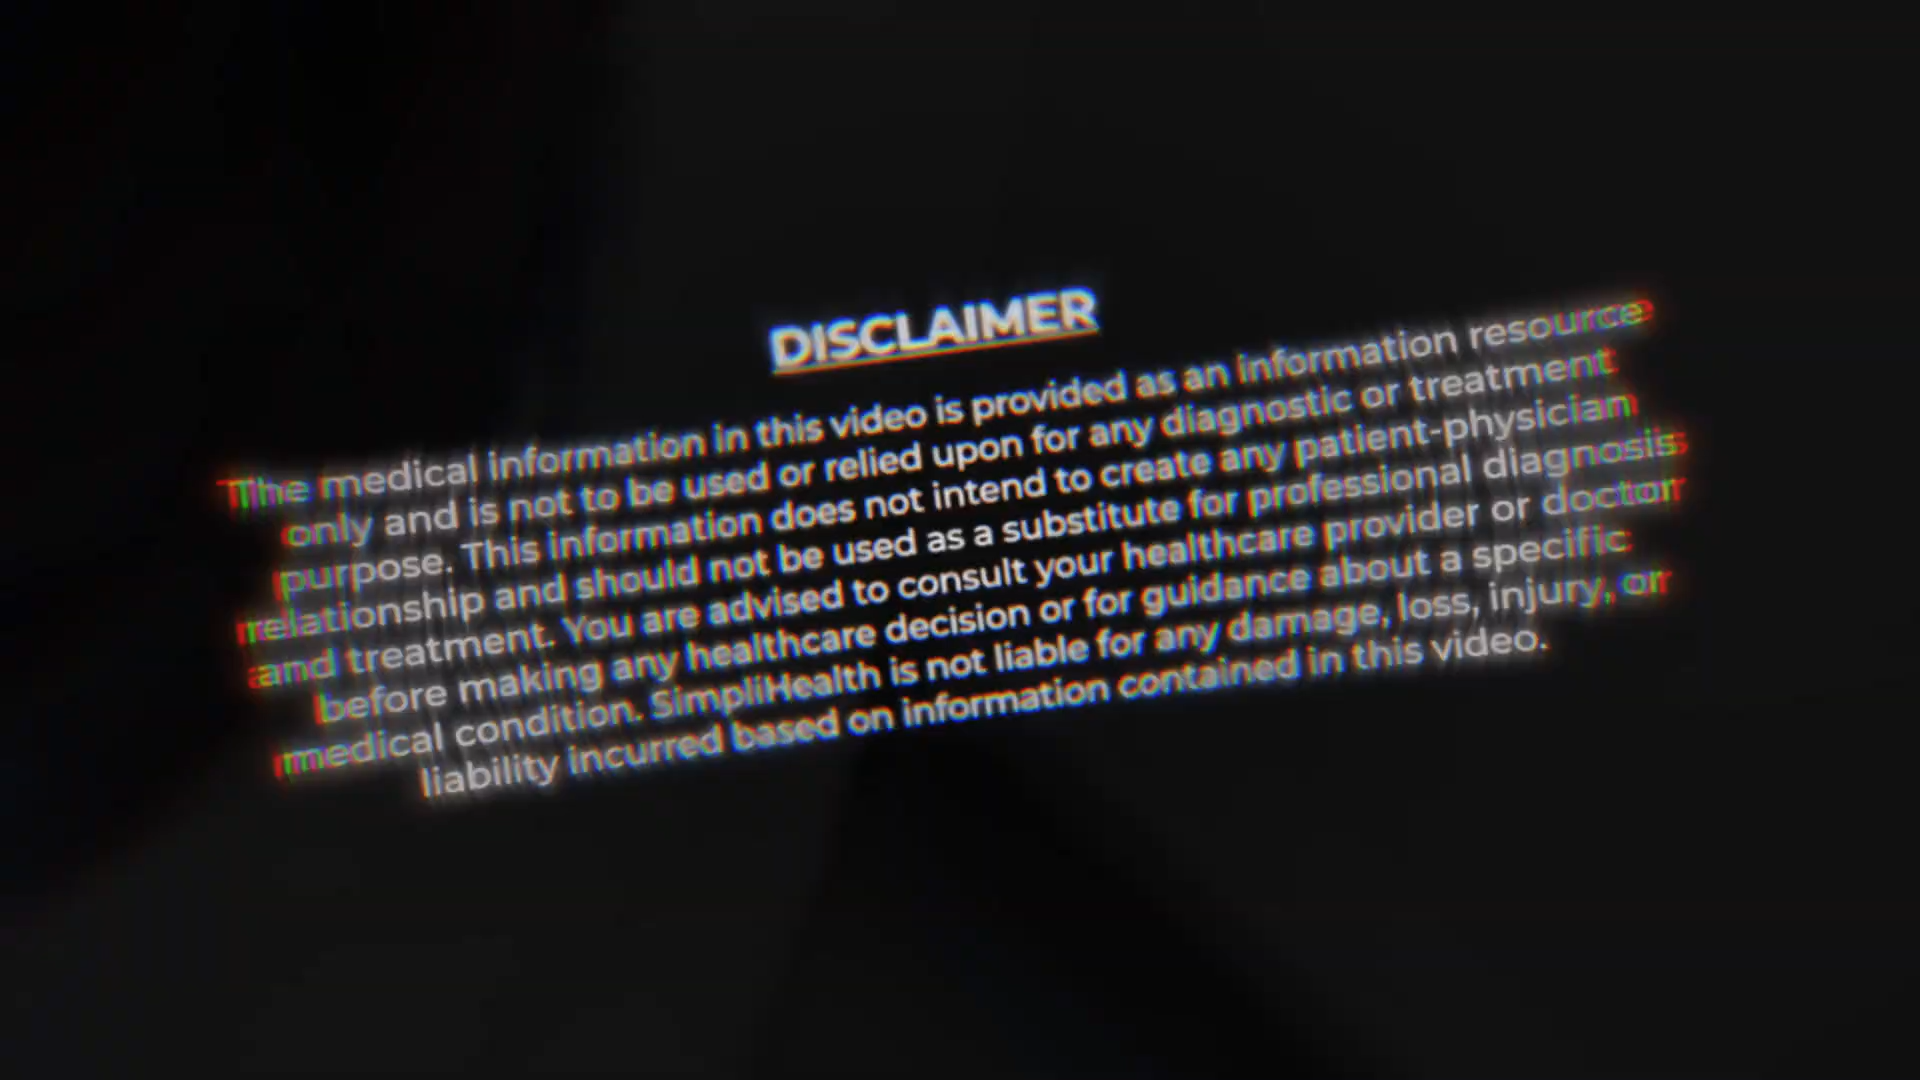 DISCLAIMER
The medical information in this video is provided as an information resource
only and is not to be used or relied upon for any diagnostic or treatment
purpose. This information does not intend to create any patient-physician
relationship and should not be used as a substitute for professional diagnosis
and treatment. You are advised to consult your healthcare provider or doctor
before making any healthcare decision or for guidance about a specific
medical condition. SimpliHealth is not liable for any damage, loss, injury, or
liability incurred based on information contained in this video.